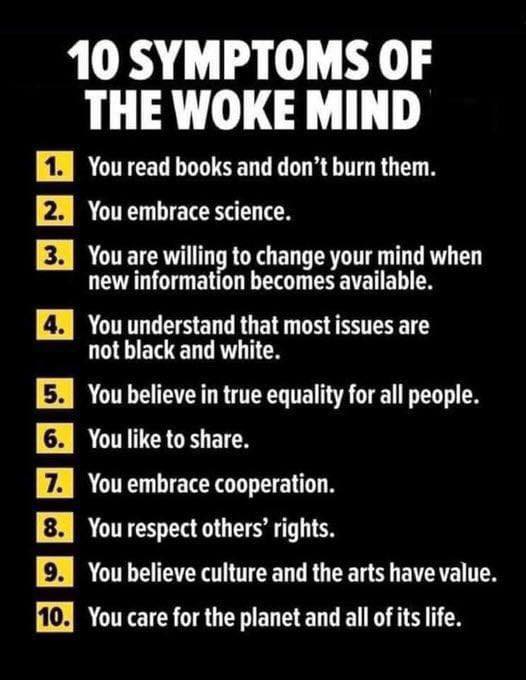 10 SYMPTOMS OF
THE WOKE MIND
1. You read books and don't burn them.
2. You embrace science.
3. You are willing to change your mind when
new information becomes available.
4. You understand that most issues are
not black and white.
5. You believe in true equality for all people.
6. You like to share.
7. You embrace cooperation.
8. You respect others' rights.
9. You believe culture and the arts have value.
10. You care for the planet and all of its life.